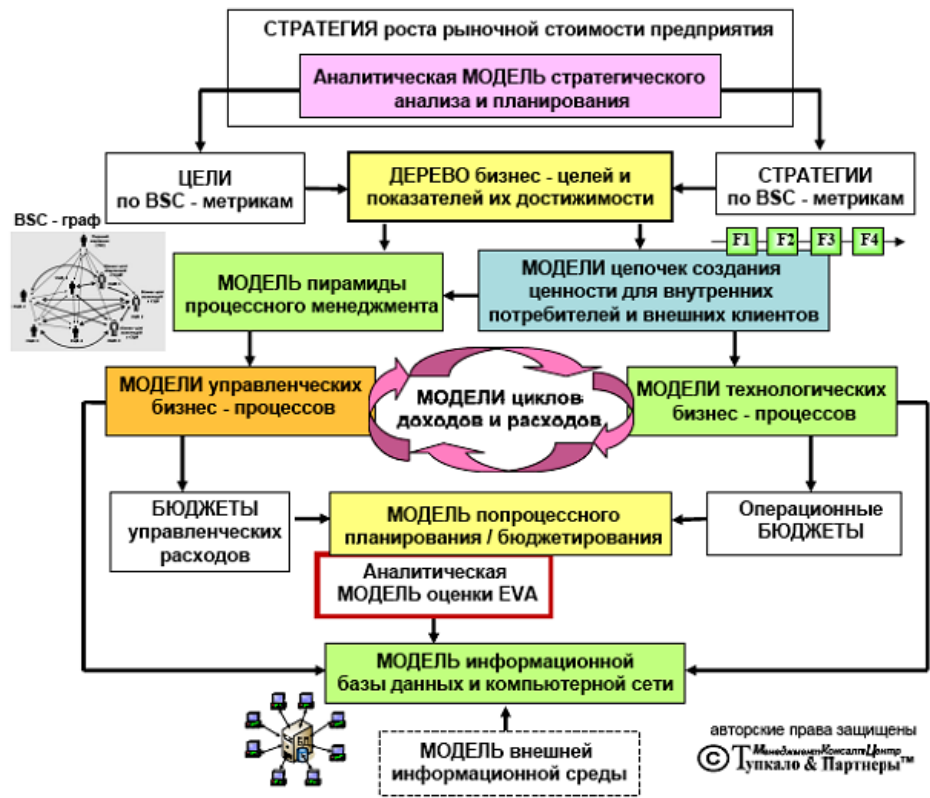 СТРАТЕГИЯ роста рыночной стоимости предприятия
Аналитическая МОДЕЛЬ стратегического
анализа и планирования
ЦЕЛИ
по BSC - метрикам
ДЕРЕВО бизнес - целей и
показателей их достижимости
СТРАТЕГИИ
по BSC - метрикам
BSC - граф
F1
F2
F3
F4
МОДЕЛЬ пирамиды
процессного менеджмента
МОДЕЛИ цепочек создания
ценности для внутренних
потребителей и внешних клиентов
МОДЕЛИ управленческих
бизнес - процессов
МОДЕЛИ циклов
доходов и расходов
МОДЕЛИ технологических
бизнес - процессов
БЮДЖЕТЫ
управленческих
расходов
МОДЕЛЬ попроцессного
планирования / бюджетирования
Операционные
БЮДЖЕТЫ
Аналитическая
МОДЕЛЬ оценки EVA
МОДЕЛЬ информационной
базы данных и компьютерной сети
МОДЕЛЬ внешней
информационной среды
авторские права защищены
© МенеджментКонсалтЦентр
Тупкало & Партнеры™